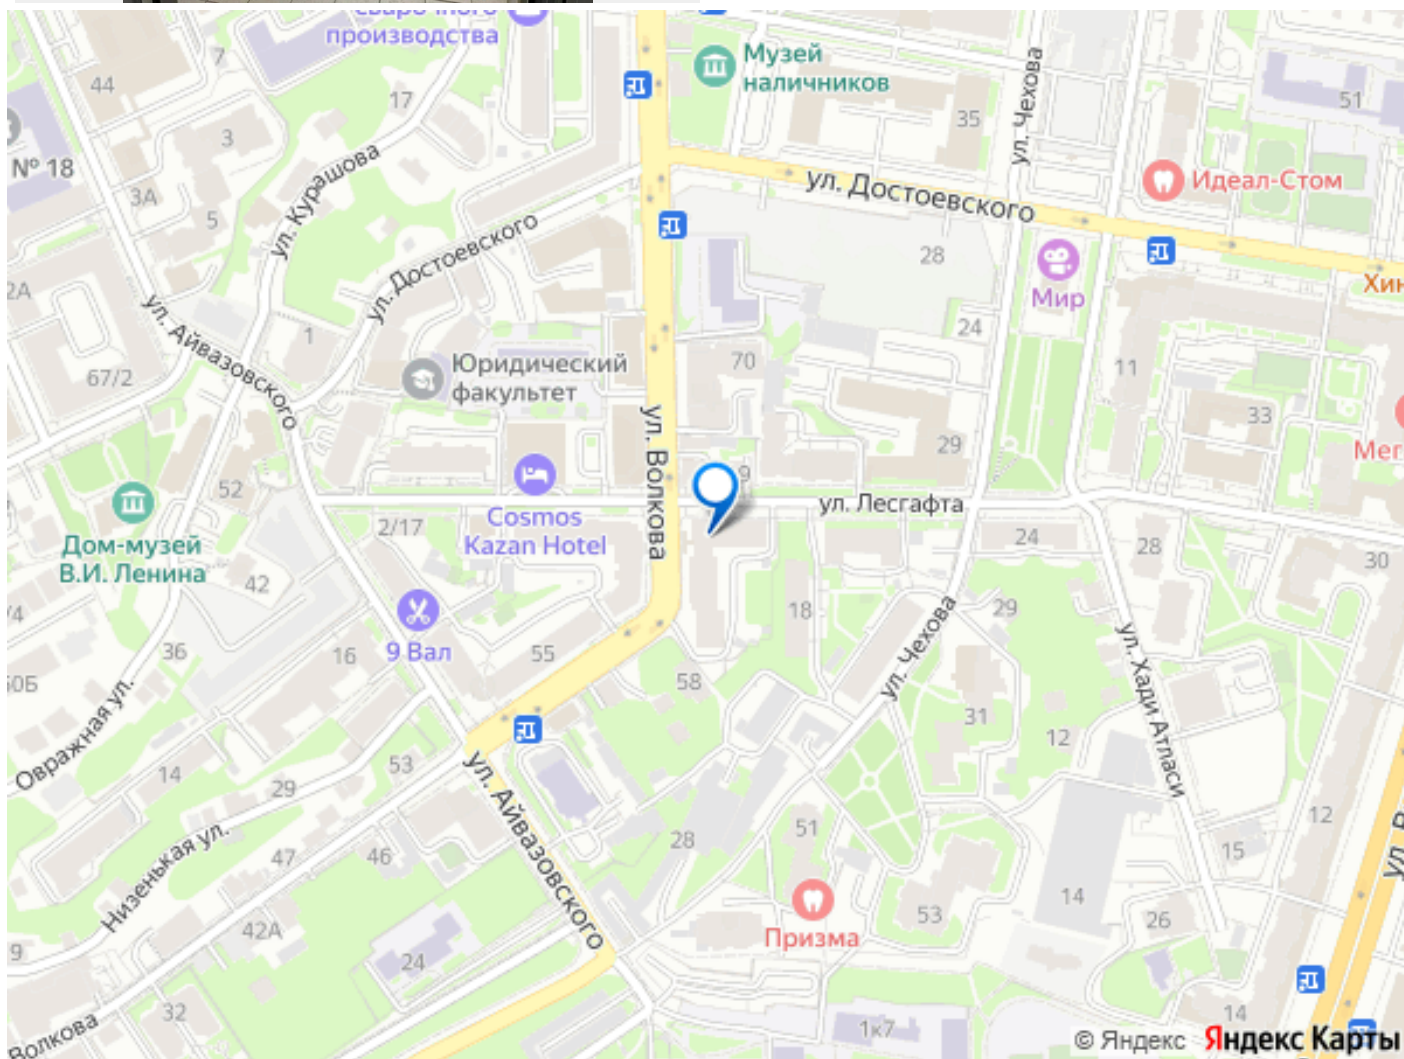 производства
Музей
наличников
44
7
17
3
35
51
ул. Чехова
№ 18
3А
5
ул. Курашова
ул. Достоевского
Идеал-Стом
ул. Достоевского
28
Мир
24
2А
ул. Айвазовского
1
67/2
Юридический
факультет
70
11
33
29
ул. Волкова
52
Cosmos
Kazan Hotel
ул. Лесгафта
2/17
24
28
30
Дом-музей
В.И. Ленина
42
9 Вал
18
29
36
16
55
58
ул. Чехова
ул. Хади Атласи
Овражная ул.
31
12
14
29
53
ул. Айвазовского
28
51
12
15
Низенькая ул.
47
46
42А
24
Призма
53
14
26
9
32
Волкова
1к7
14
© Яндекс Яндекс Карты